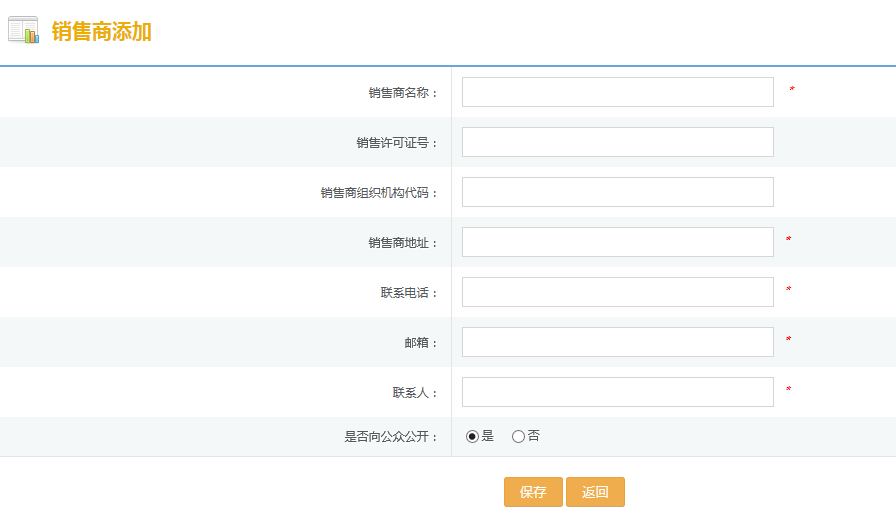 销售商添加
销售商名称： *
销售许可证号：
销售商组织机构代码：
销售商地址： *
联系电话： *
邮箱： *
联系人： *
是否向公众公开： 是 否
保存 返回